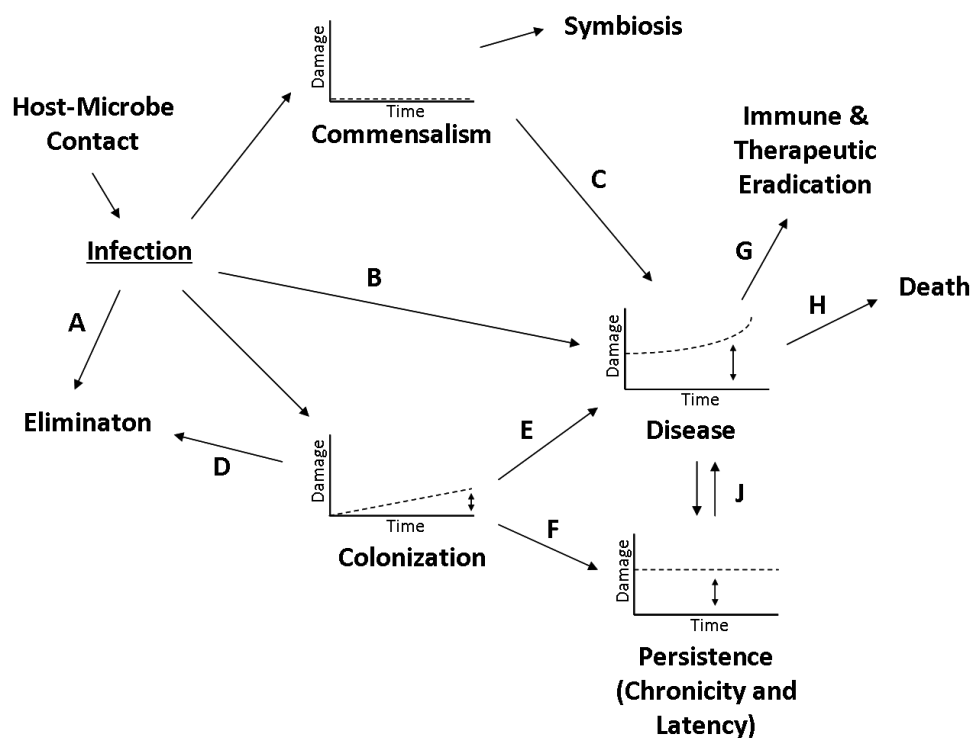 Symbiosis
Damage
Time
Commensalism
Host-Microbe
Contact
Immune &
Therapeutic
Eradication
C
Infection
B
G
A
H
Death
Damage
Time
Disease
Eliminaton
D
E
Damage
Time
Colonization
F
J
Damage
Time
Persistence
(Chronicity and
Latency)